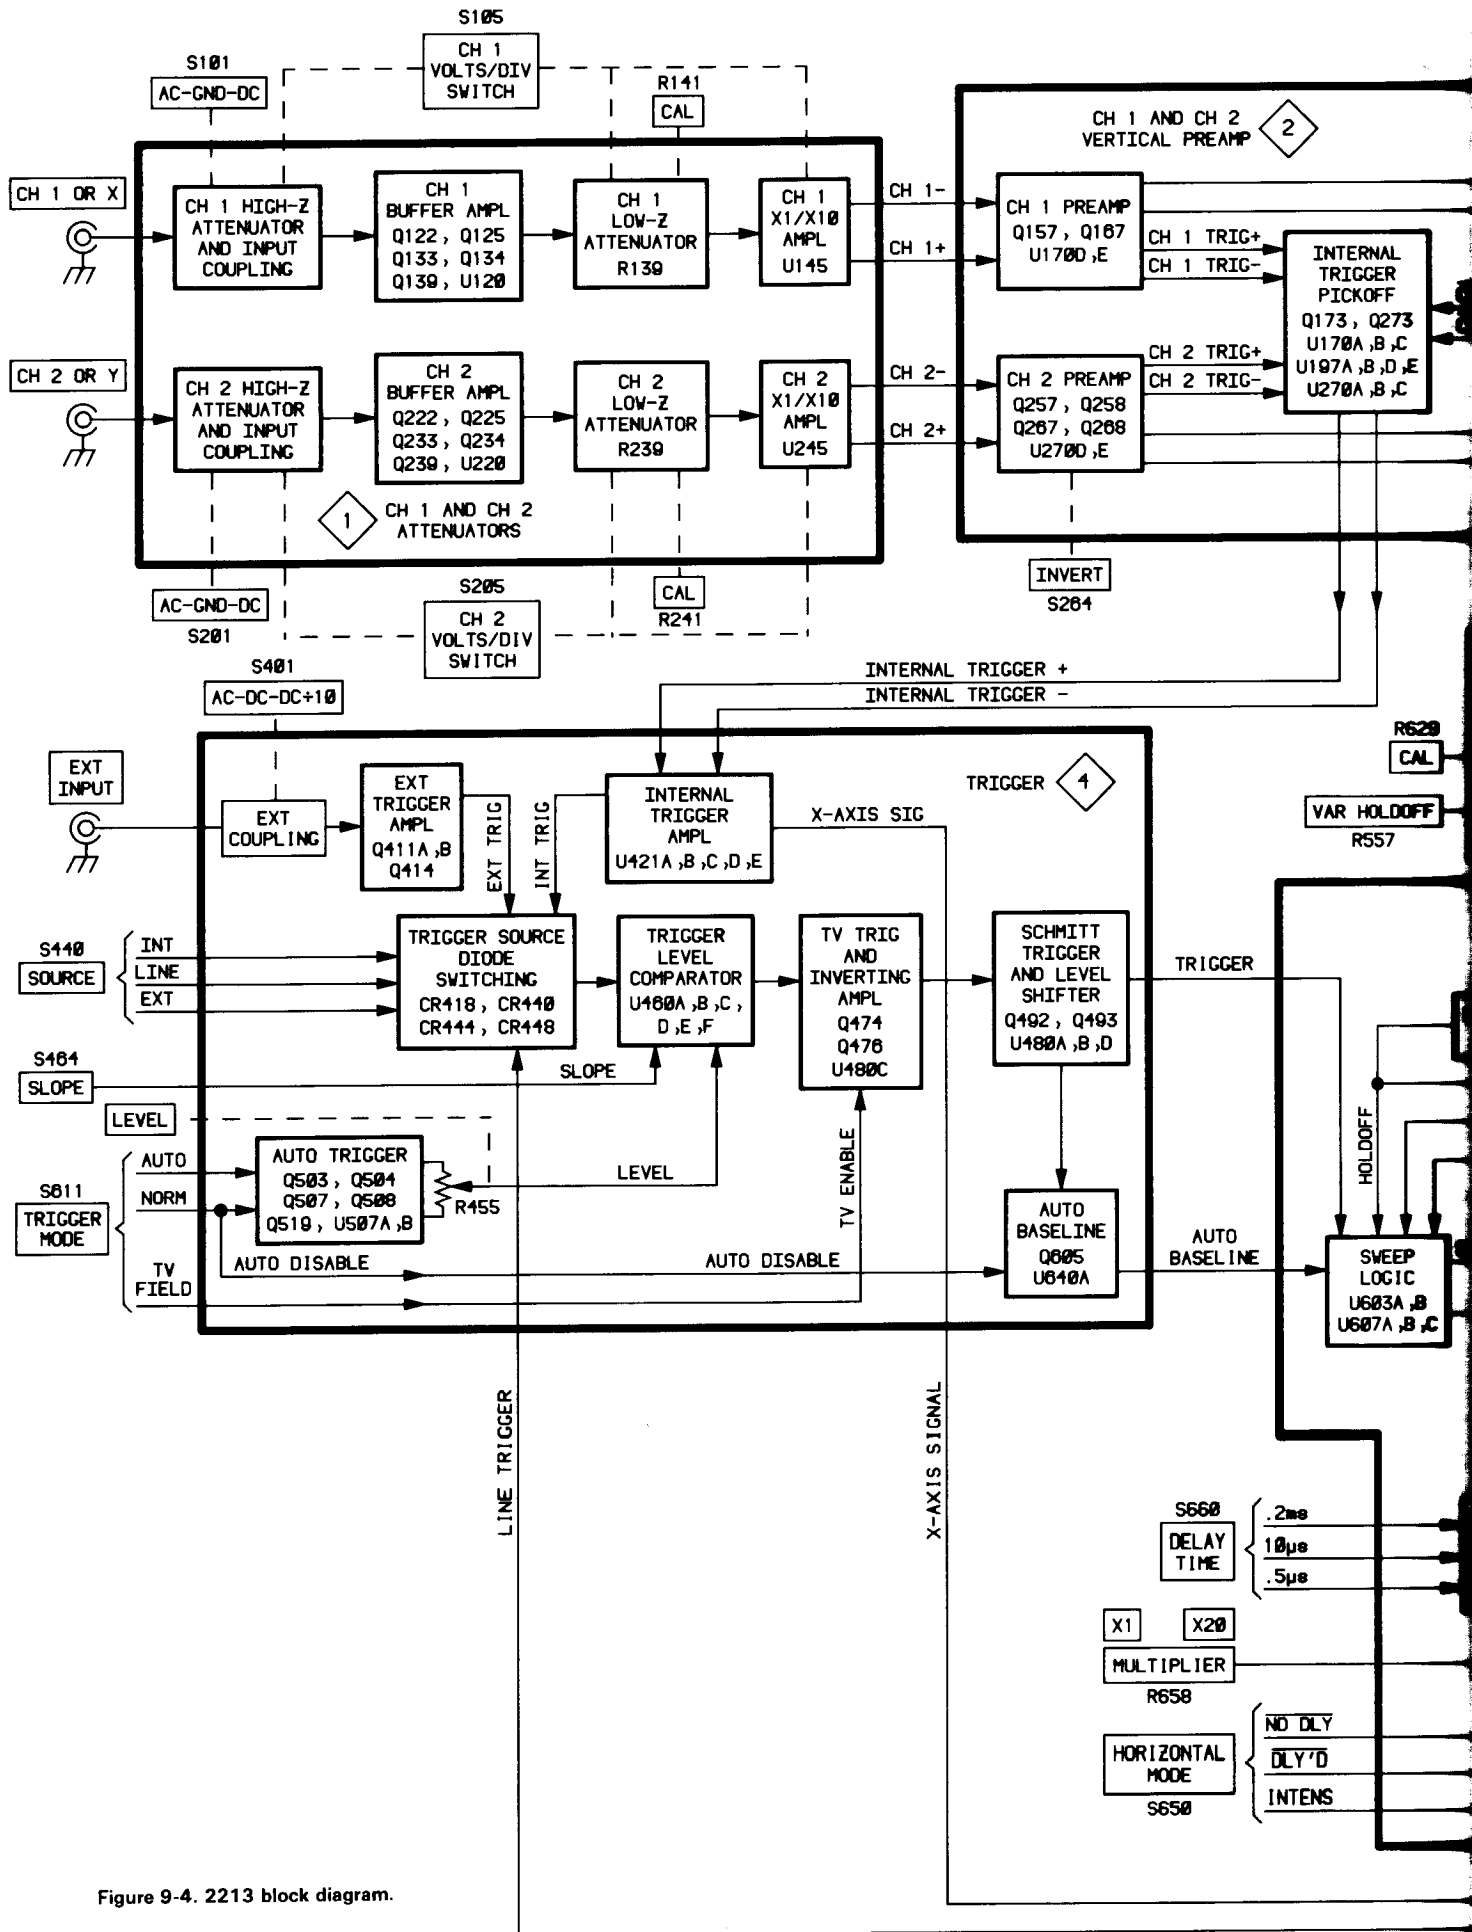 S105
CH 1
VOLTS/DIV
SWITCH
S101
AC-GND-DC
R141
CAL
CH 1 AND CH 2
VERTICAL PREAMP
2
CH 1 OR X
CH 1 HIGH-Z
ATTENUATOR
AND INPUT
COUPLING
CH 1
BUFFER AMPL
Q122, Q125
Q133, Q134
Q139, U120
CH 1
LOW-Z
ATTENUATOR
R139
CH 1
X1/X10
AMPL
U145
CH 1-
CH 1+
CH 1 PREAMP
Q157, Q167
U170D,E
CH 1 TRIG+
CH 1 TRIG-
INTERNAL
TRIGGER
PICKOFF
Q173, Q273
U170A,B,C
U197A,B,D,E
U270A,B,C
CH 2 OR Y
CH 2 HIGH-Z
ATTENUATOR
AND INPUT
COUPLING
CH 2
BUFFER AMPL
Q222, Q225
Q233, Q234
Q239, U220
CH 2
LOW-Z
ATTENUATOR
R239
CH 2
X1/X10
AMPL
U245
CH 2-
CH 2+
CH 2 PREAMP
Q257, Q258
Q267, Q268
U270D,E
CH 2 TRIG+
CH 2 TRIG-
1
CH 1 AND CH 2
ATTENUATORS
AC-GND-DC
S201
S205
CH 2
VOLTS/DIV
SWITCH
CAL
R241
INVERT
S264
S401
AC-DC-DC÷10
INTERNAL TRIGGER +
INTERNAL TRIGGER -
R629
CAL
VAR HOLDOFF
R557
EXT
INPUT
EXT
COUPLING
EXT
TRIGGER
AMPL
Q411A,B
Q414
EXT TRIG
INT TRIG
INTERNAL
TRIGGER
AMPL
U421A,B,C,D,E
X-AXIS SIG
TRIGGER
4
S440
SOURCE
INT
LINE
EXT
TRIGGER SOURCE
DIODE
SWITCHING
CR418, CR440
CR444, CR448
TRIGGER
LEVEL
COMPARATOR
U460A,B,C,
D,E,F
TV TRIG
AND
INVERTING
AMPL
Q474
Q476
U480C
SCHMITT
TRIGGER
AND LEVEL
SHIFTER
Q492, Q493
U480A,B,D
TRIGGER
S464
SLOPE
SLOPE
LEVEL
S611
TRIGGER
MODE
AUTO
NORM
TV
FIELD
AUTO TRIGGER
Q503, Q504
Q507, Q508
Q519, U507A,B
R455
LEVEL
TV ENABLE
AUTO DISABLE
AUTO DISABLE
AUTO
BASELINE
Q605
U640A
AUTO
BASELINE
HOLDOFF
SWEEP
LOGIC
U603A,B
U607A,B,C
LINE TRIGGER
X-AXIS SIGNAL
S660
DELAY
TIME
.2ms
10µs
.5µs
X1
X20
MULTIPLIER
R658
HORIZONTAL
MODE
S650
NO DLY
DLY'D
INTENS
Figure 9-4. 2213 block diagram.